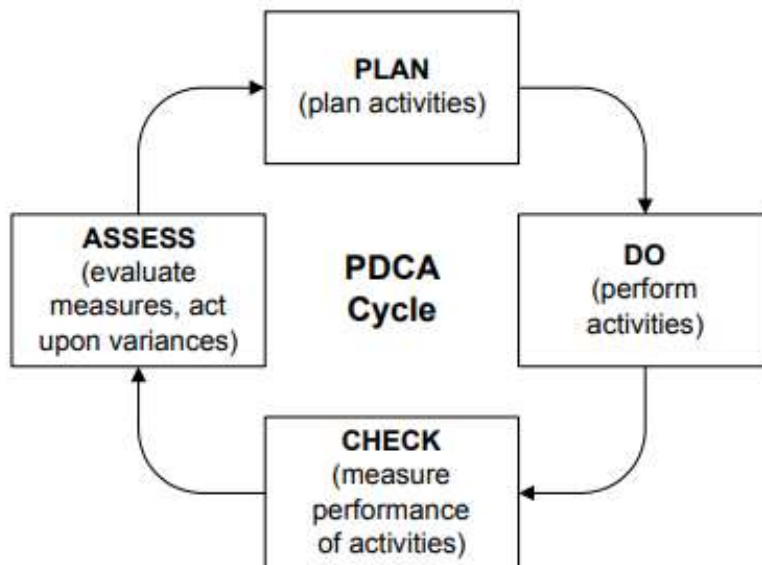 PLAN
(plan activities)
ASSESS
(evaluate
measures, act
upon variances)
PDCA
Cycle
DO
(perform
activities)
CHECK
(measure
performance
of activities)